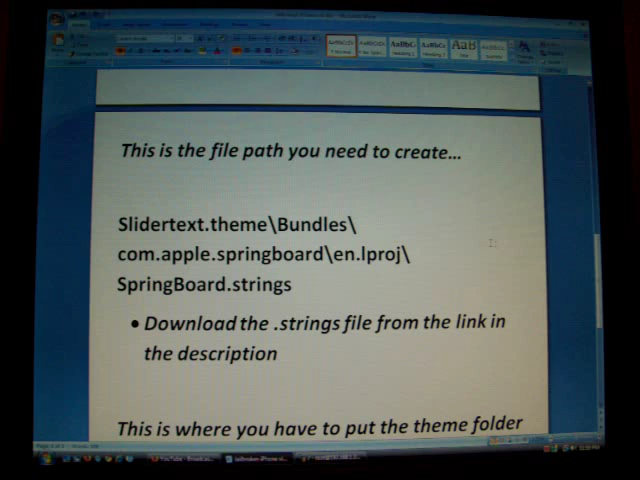 This is the file path you need to create...
Slidertext.theme\Bundles\
com.apple.springboard\en.lproj\
SpringBoard.strings
• Download the .strings file from the link in
the description
This is where you have to put the theme folder